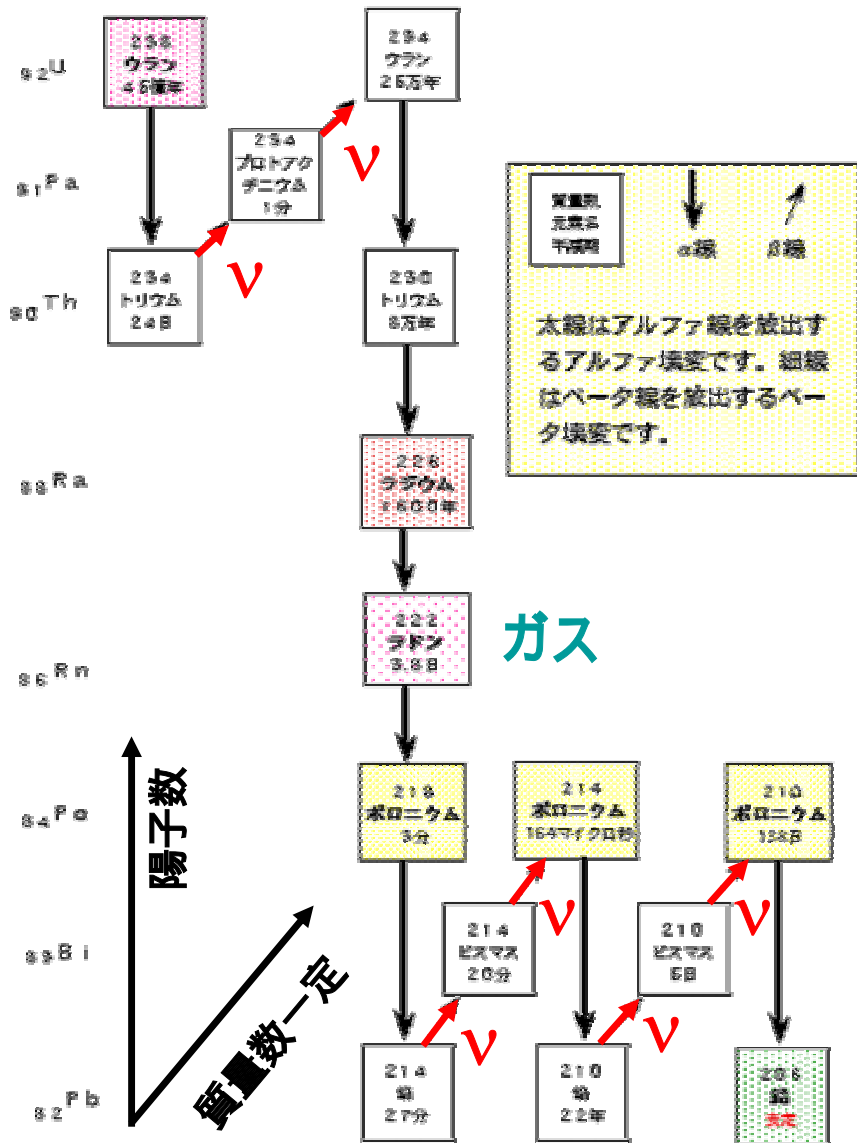 92U
238
ウラン
45億年
234
ウラン
25万年
234
プロトアク
チニウム
1分
ν
ν
91Pa
質量数
元素名
半減期
α線
β線
太線はアルファ線を放出す
るアルファ壊変です。細線
はベータ線を放出するベー
タ壊変です。
90Th
234
トリウム
24日
230
トリウム
8万年
88Ra
226
ラヂウム
1600年
86Rn
222
ラドン
3.8日
ガス
84Po
陽子数
218
ポロニウム
3分
214
ポロニウム
164マイクロ秒
210
ポロニウム
138日
83Bi
214
ビスマス
20分
210
ビスマス
5日
ν
ν
ν
ν
質量数一定
82Pb
214
鉛
27分
210
鉛
22年
206
鉛
安定